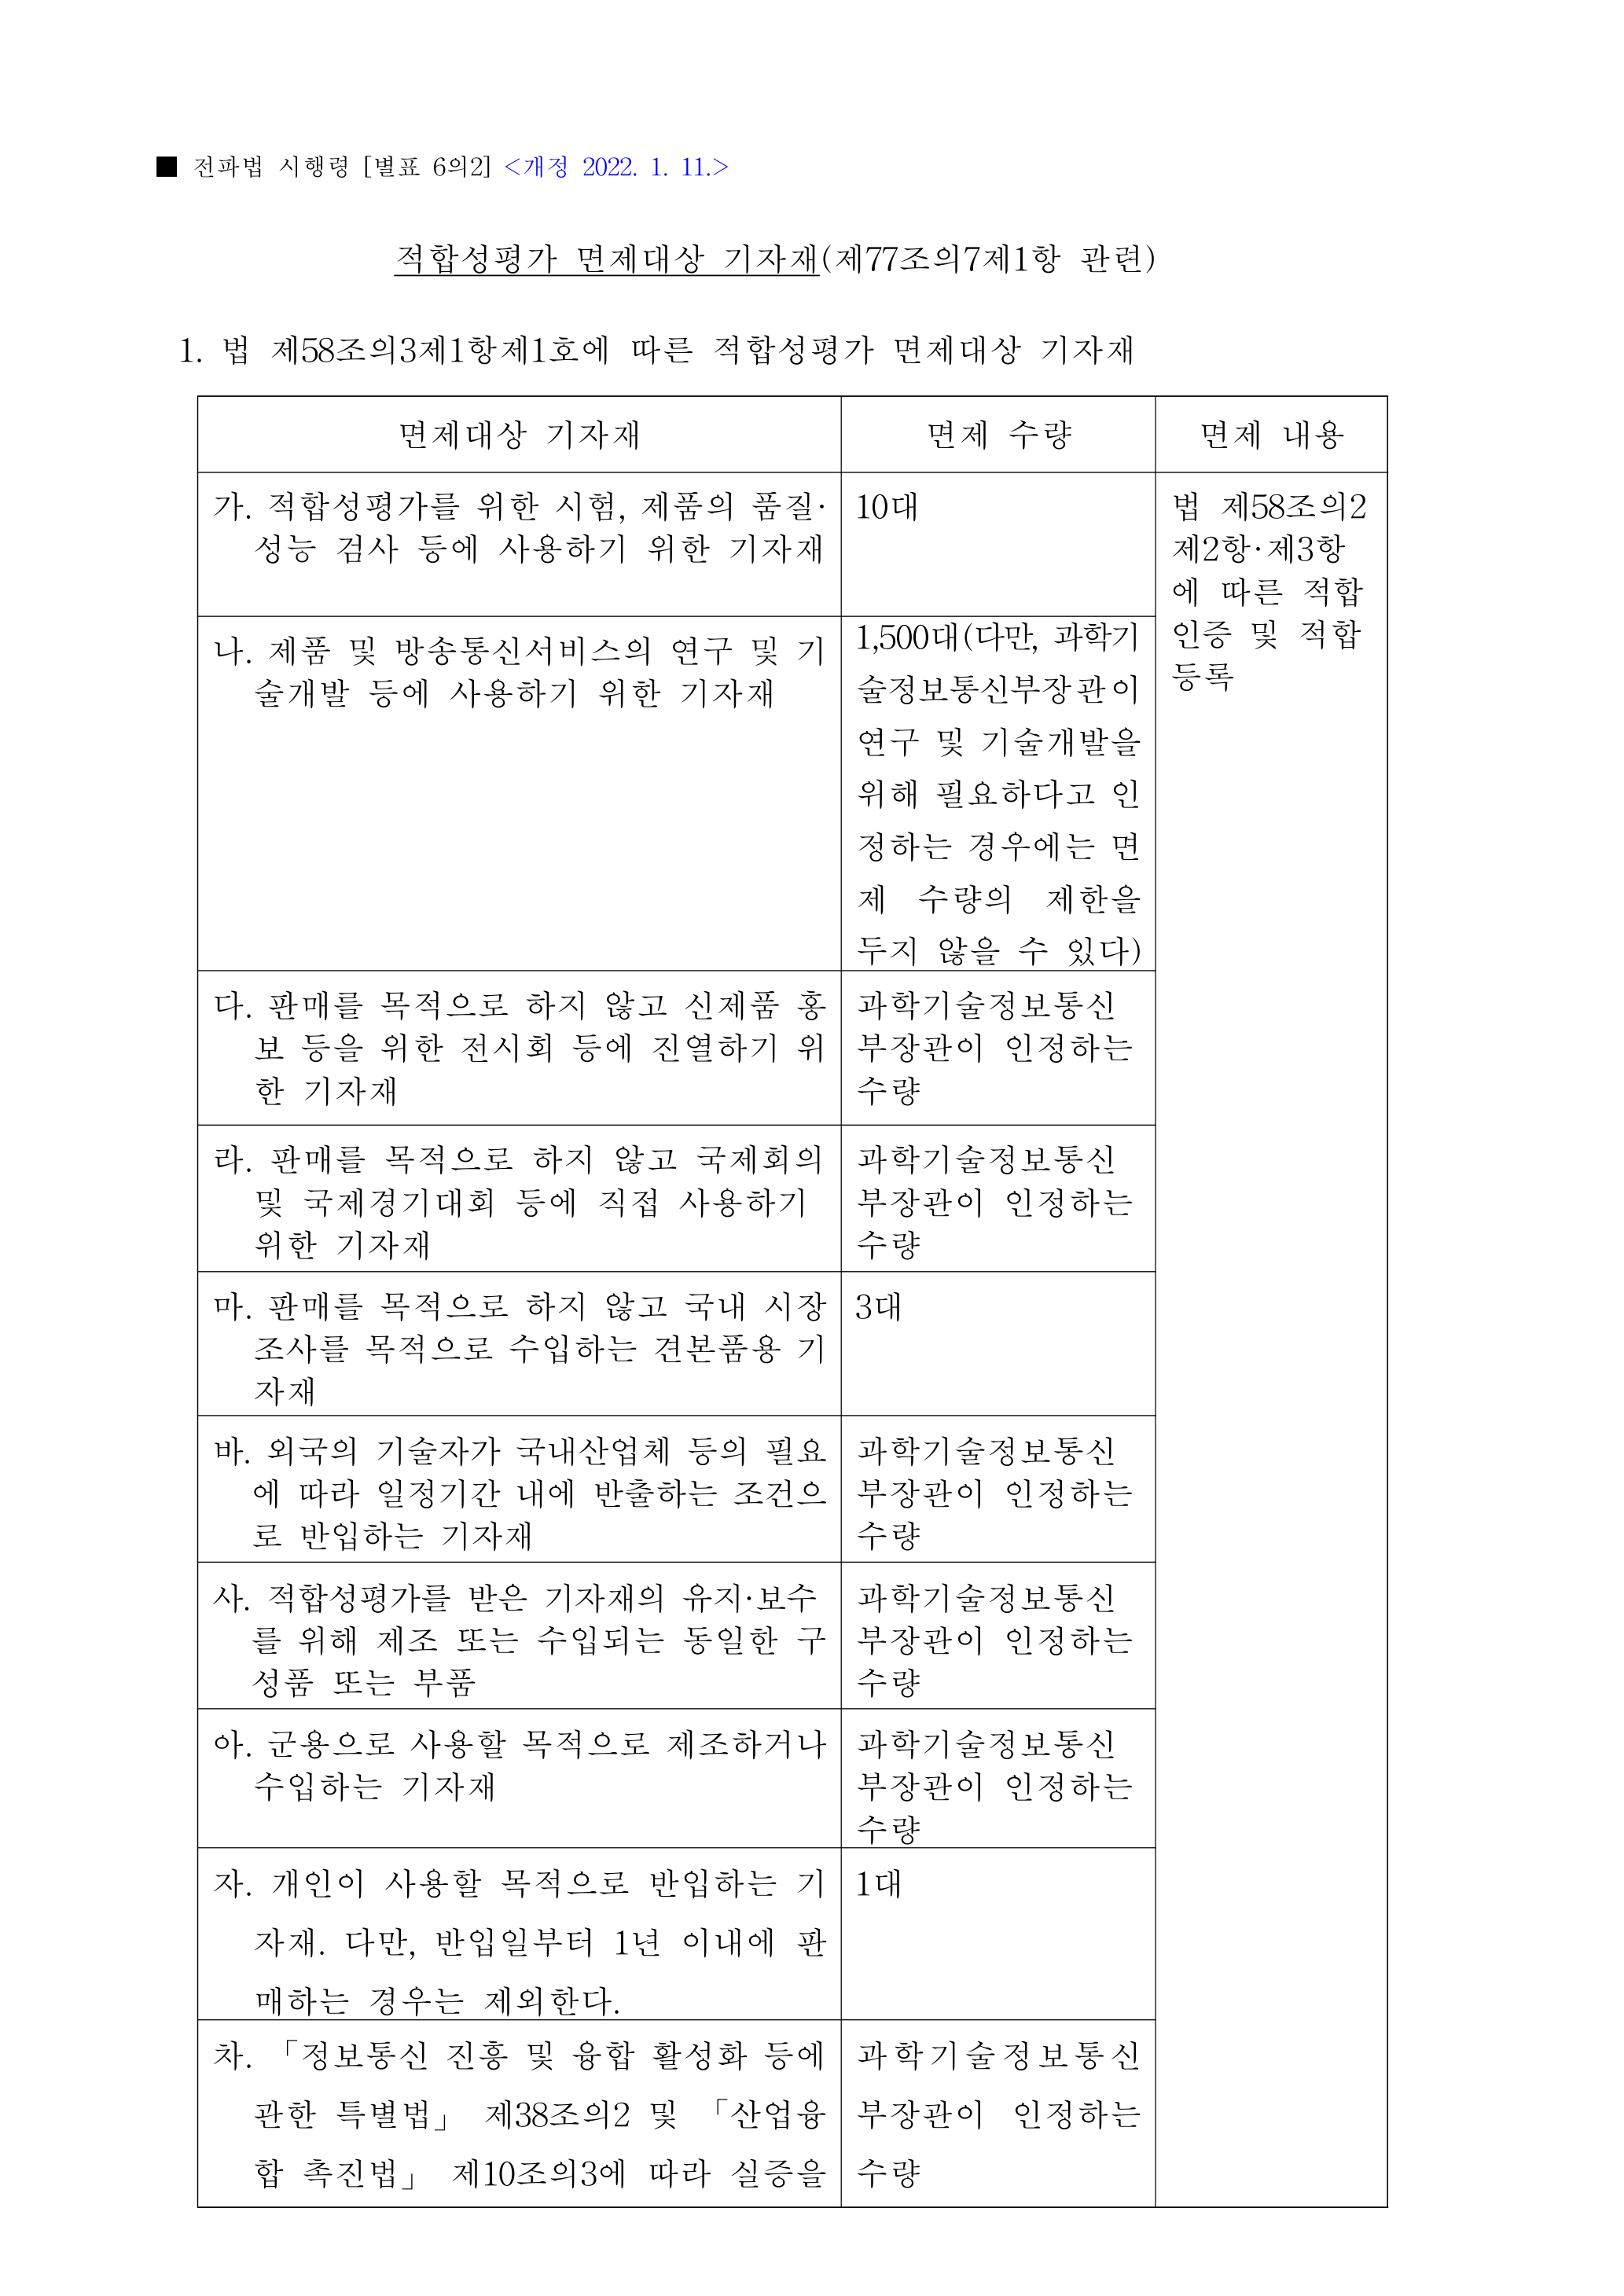 ■ 전파법 시행령 [별표 6의2] <개정 2022. 1. 11.>
적합성평가 면제대상 기자재(제77조의7제1항 관련)
1. 법 제58조의3제1항제1호에 따른 적합성평가 면제대상 기자재
면제대상 기자재
면제 수량
면제 내용
가. 적합성평가를 위한 시험, 제품의 품질·
성능 검사 등에 사용하기 위한 기자재
10대
법 제58조의2
제2항·제3항
에 따른 적합
인증 및 적합
등록
나. 제품 및 방송통신서비스의 연구 및 기
술개발 등에 사용하기 위한 기자재
1,500대(다만, 과학기
술정보통신부장관이
연구 및 기술개발을
위해 필요하다고 인
정하는 경우에는 면
제 수량의 제한을
두지 않을 수 있다)
다. 판매를 목적으로 하지 않고 신제품 홍
보 등을 위한 전시회 등에 진열하기 위
한 기자재
과학기술정보통신
부장관이 인정하는
수량
라. 판매를 목적으로 하지 않고 국제회의
및 국제경기대회 등에 직접 사용하기
위한 기자재
과학기술정보통신
부장관이 인정하는
수량
마. 판매를 목적으로 하지 않고 국내 시장
조사를 목적으로 수입하는 견본품용 기
자재
3대
바. 외국의 기술자가 국내산업체 등의 필요
에 따라 일정기간 내에 반출하는 조건으
로 반입하는 기자재
과학기술정보통신
부장관이 인정하는
수량
사. 적합성평가를 받은 기자재의 유지·보수
를 위해 제조 또는 수입되는 동일한 구
성품 또는 부품
과학기술정보통신
부장관이 인정하는
수량
아. 군용으로 사용할 목적으로 제조하거나
수입하는 기자재
과학기술정보통신
부장관이 인정하는
수량
자. 개인이 사용할 목적으로 반입하는 기
자재. 다만, 반입일부터 1년 이내에 판
매하는 경우는 제외한다.
1대
차. 「정보통신 진흥 및 융합 활성화 등에
관한 특별법」 제38조의2 및 「산업융
합 촉진법」 제10조의3에 따라 실증을
과학기술정보통신
부장관이 인정하는
수량